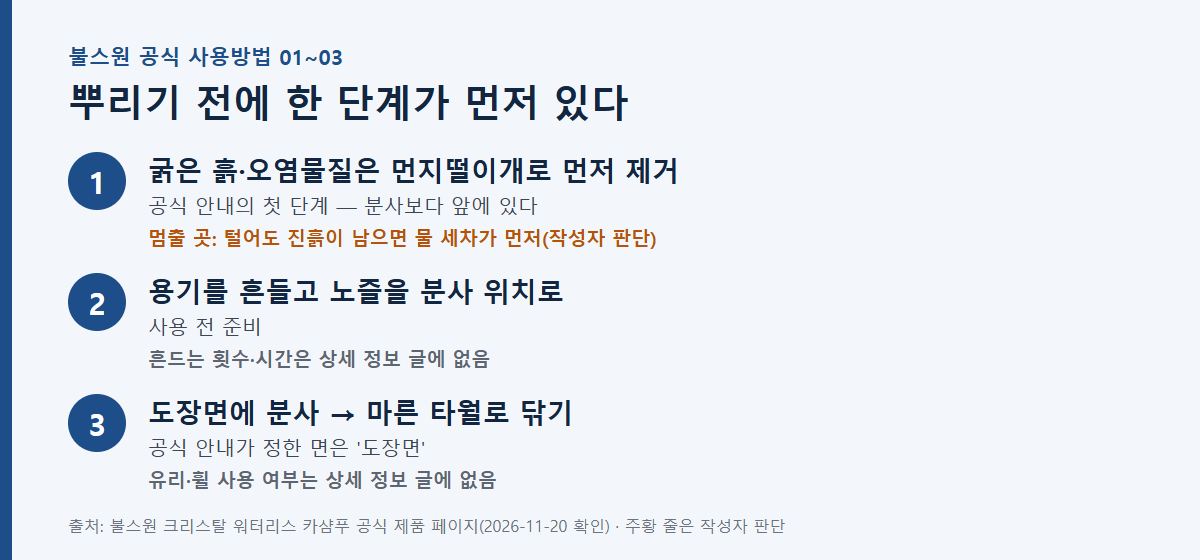 불스원 공식 사용방법 01~03
뿌리기 전에 한 단계가 먼저 있다
1
굵은 흙·오염물질은 먼지떨이개로 먼저 제거
공식 안내의 첫 단계 — 분사보다 앞에 있다
멈출 곳: 털어도 진흙이 남으면 물 세차가 먼저(작성자 판단)
2
용기를 흔들고 노즐을 분사 위치로
사용 전 준비
흔드는 횟수·시간은 상세 정보 글에 없음
3
도장면에 분사 → 마른 타월로 닦기
공식 안내가 정한 면은 '도장면'
유리·휠 사용 여부는 상세 정보 글에 없음
출처: 불스원 크리스탈 워터리스 카샴푸 공식 제품 페이지(2026-11-20 확인) · 주황 줄은 작성자 판단